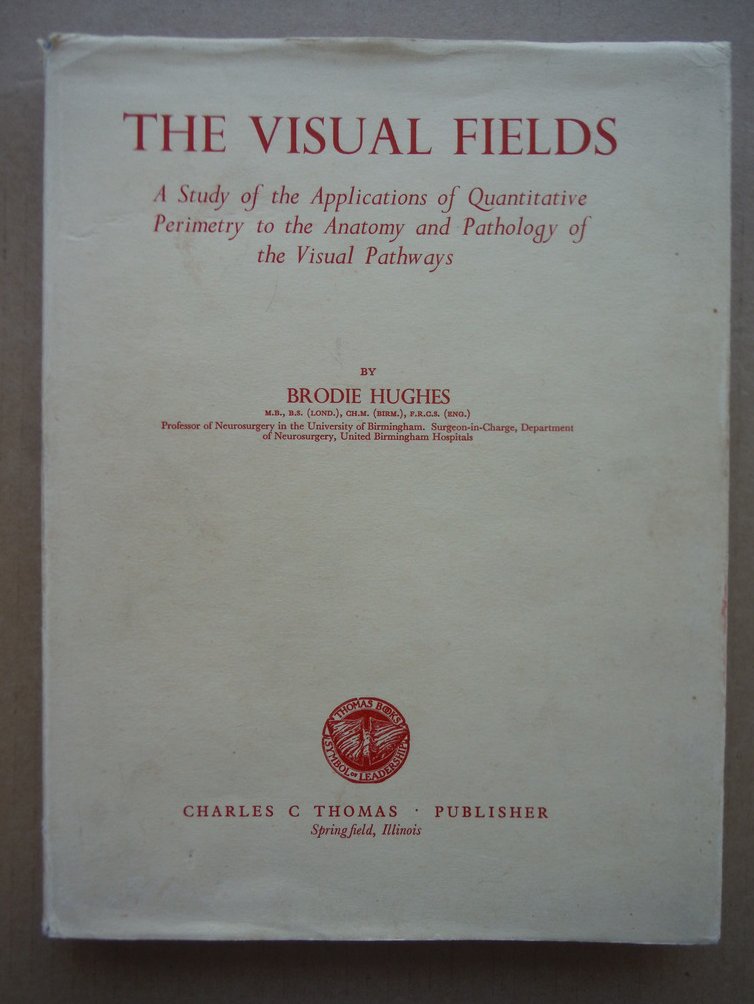 THE VISUAL FIELDS
A Study of the Applications of Quantitative
Perimetry to the Anatomy and Pathology of
the Visual Pathways
BY
BRODIE HUGHES
M.B., B.S. (LOND.), CH.M. (BIRM.), F.R.C.S. (ENG.)
Professor of Neurosurgery in the University of Birmingham. Surgeon-in-Charge, Department
of Neurosurgery, United Birmingham Hospitals
THOMAS BOOKS
SYMBOL OF LEADERSHIP
CHARLES C THOMAS · PUBLISHER
Springfield, Illinois